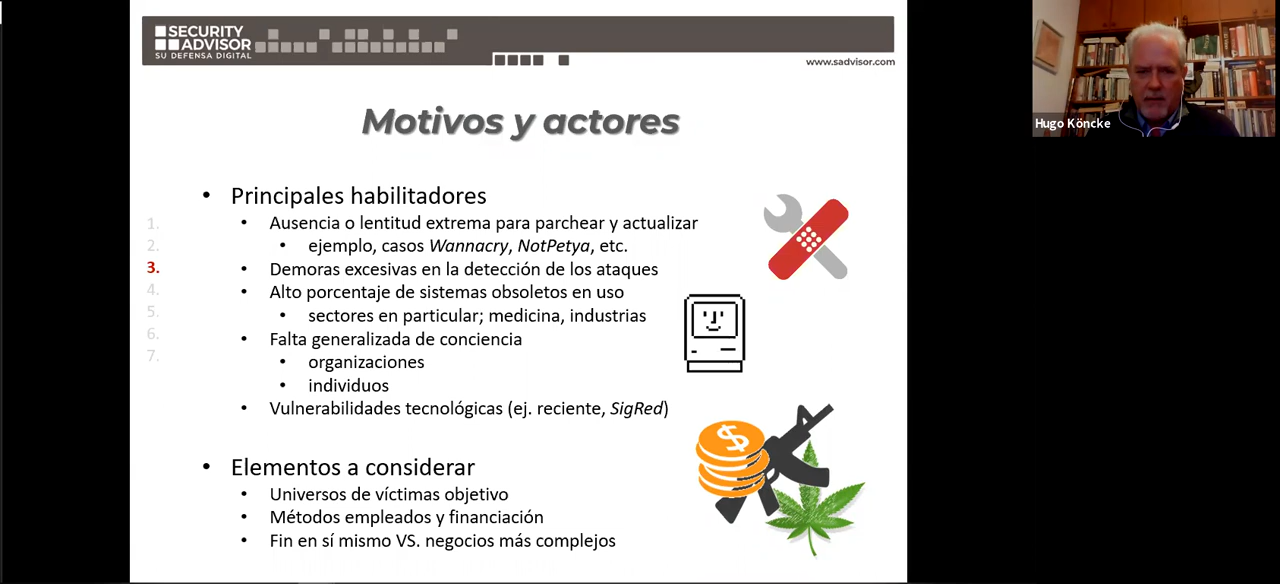 SECURITY
ADVISOR
SU DEFENSA DIGITAL
www.sadvisor.com
Hugo Köncke
Motivos y actores
• Principales habilitadores
• Ausencia o lentitud extrema para parchear y actualizar
• ejemplo, casos Wannacry, NotPetya, etc.
• Demoras excesivas en la detección de los ataques
• Alto porcentaje de sistemas obsoletos en uso
• sectores en particular; medicina, industrias
• Falta generalizada de conciencia
• organizaciones
• individuos
• Vulnerabilidades tecnológicas (ej. reciente, SigRed)
1.
2.
3.
4.
5.
6.
7.
• Elementos a considerar
• Universos de víctimas objetivo
• Métodos empleados y financiación
• Fin en sí mismo VS. negocios más complejos
$